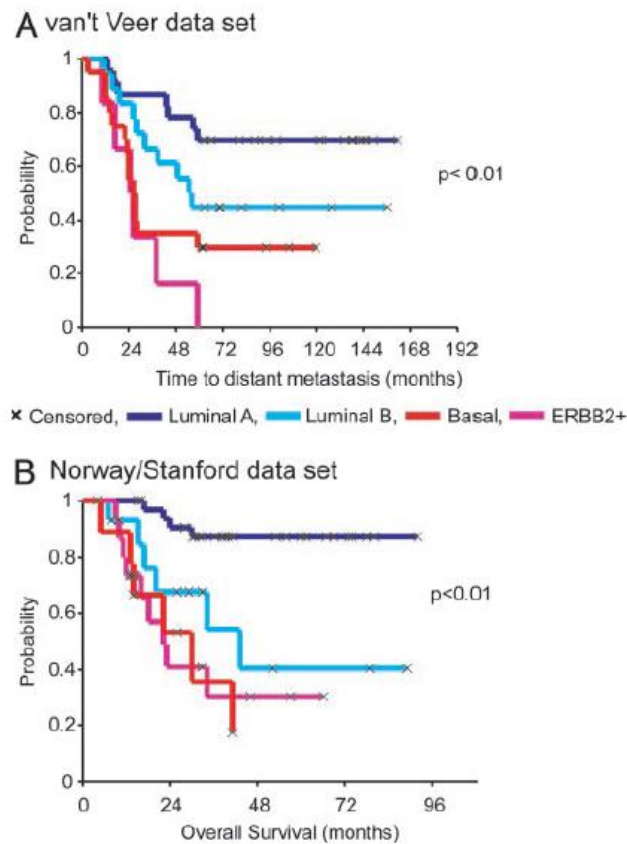 A van't Veer data set
1
0.8
0.6
0.4
0.2
0
Probability
p< 0.01
0 24 48 72 96 120 144 168 192
Time to distant metastasis (months)
× Censored, Luminal A, Luminal B, Basal, ERBB2+
B Norway/Stanford data set
1
0.8
0.6
0.4
0.2
0
Probability
p<0.01
0 24 48 72 96
Overall Survival (months)